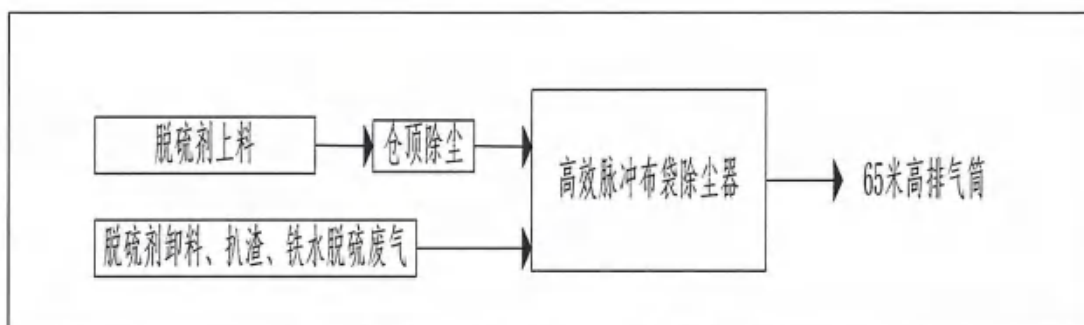 脱硫剂上料
仓顶除尘
高效脉冲布袋除尘器
65米高排气筒
脱硫剂卸料、扒渣、铁水脱硫废气